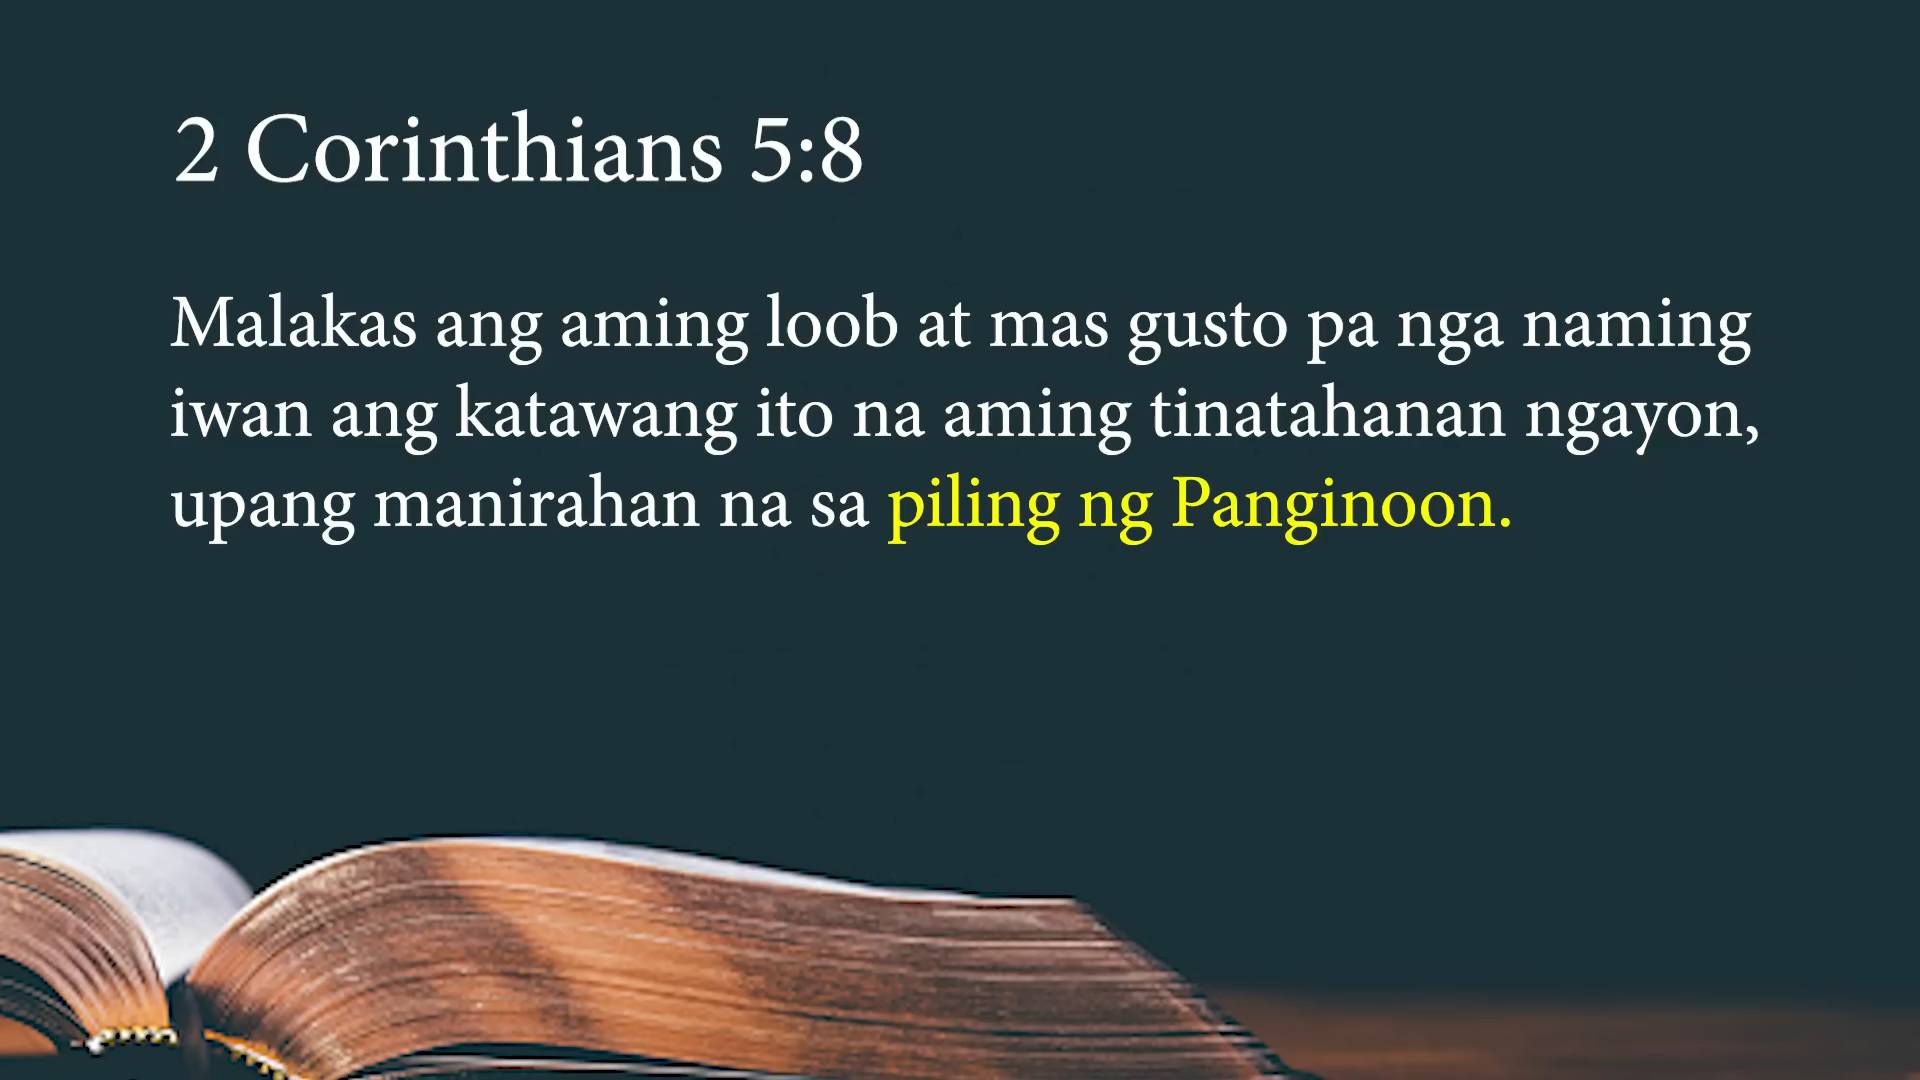 2 Corinthians 5:8
Malakas ang aming loob at mas gusto pa nga naming
iwan ang katawang ito na aming tinatahanan ngayon,
upang manirahan na sa piling ng Panginoon.